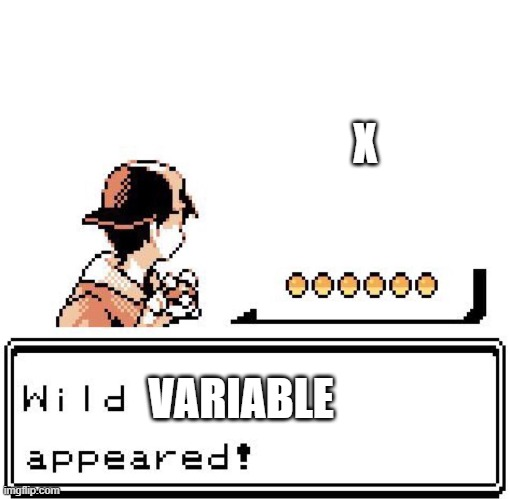 X
Wild VARIABLE
appeared!
imgflip.com